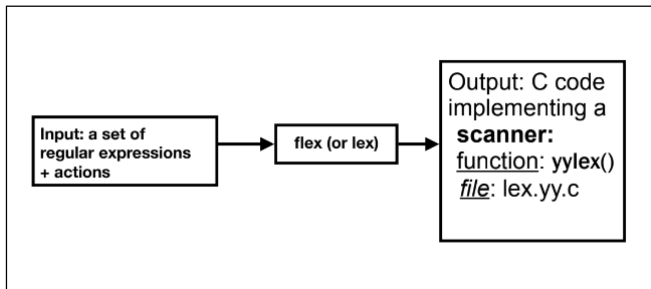 Input: a set of
regular expressions
+ actions
flex (or lex)
Output: C code
implementing a
scanner:
function: yylex()
file: lex.yy.c